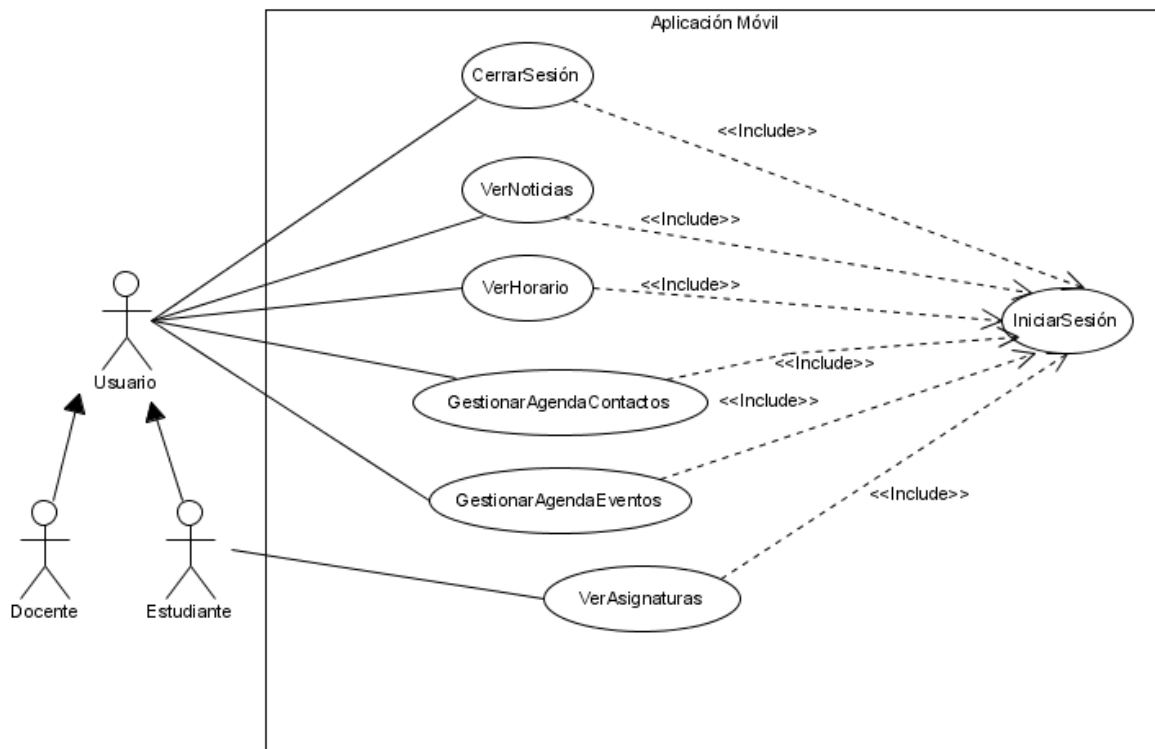 Aplicación Móvil
CerrarSesión
<<Include>>
VerNoticias
<<Include>>
VerHorario
<<Include>>
IniciarSesión
Usuario
<<Include>>
GestionarAgendaContactos
<<Include>>
GestionarAgendaEventos
<<Include>>
VerAsignaturas
Docente
Estudiante